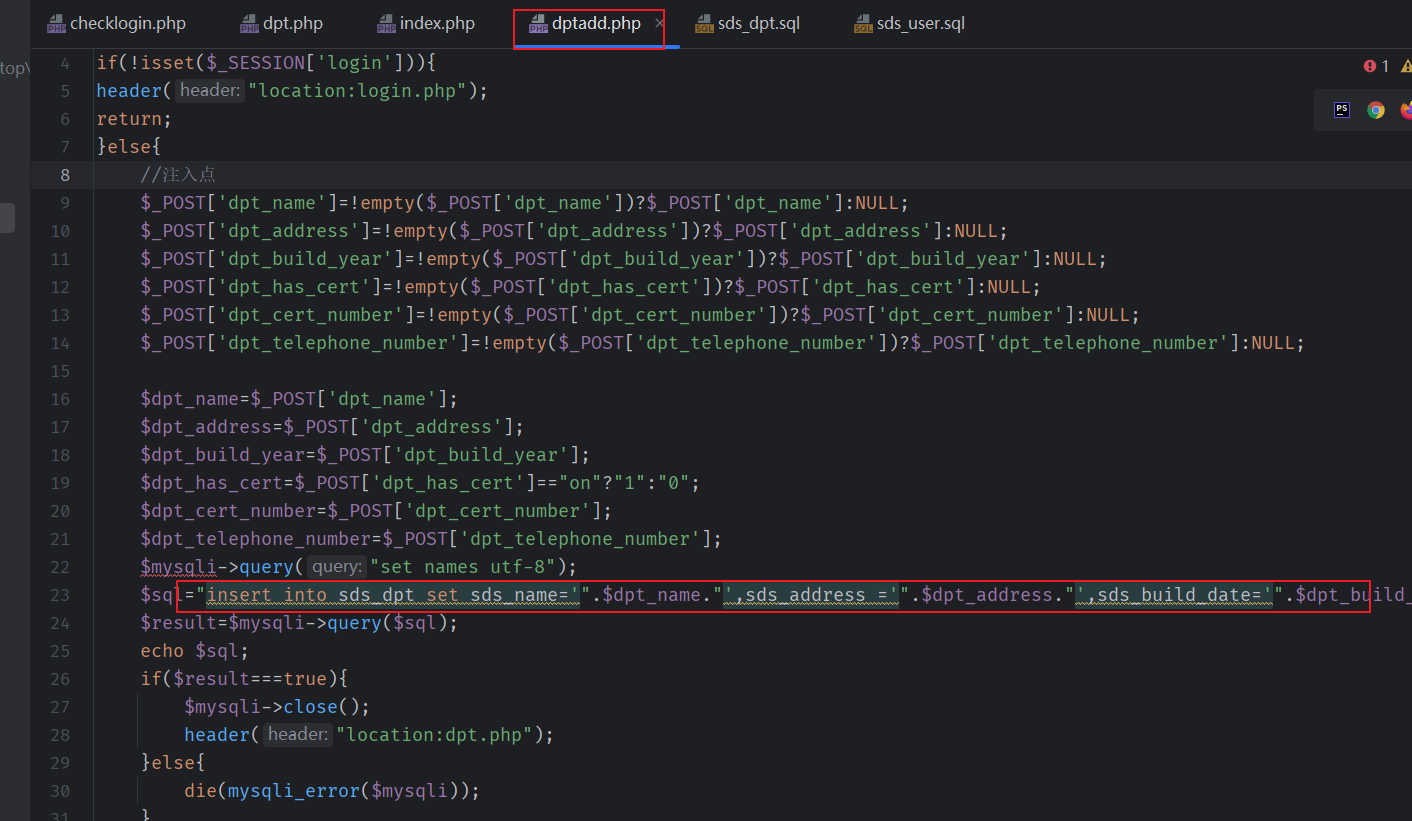 checklogin.php dpt.php index.php dptadd.php × sds_dpt.sql sds_user.sql
top\
4 if(!isset($_SESSION['login'])){
1
5 header( header: "location:login.php");
6 return;
7 }else{
8 //注入点
9 $_POST['dpt_name']=!empty($_POST['dpt_name'])?$_POST['dpt_name']:NULL;
10 $_POST['dpt_address']=!empty($_POST['dpt_address'])?$_POST['dpt_address']:NULL;
11 $_POST['dpt_build_year']=!empty($_POST['dpt_build_year'])?$_POST['dpt_build_year']:NULL;
12 $_POST['dpt_has_cert']=!empty($_POST['dpt_has_cert'])?$_POST['dpt_has_cert']:NULL;
13 $_POST['dpt_cert_number']=!empty($_POST['dpt_cert_number'])?$_POST['dpt_cert_number']:NULL;
14 $_POST['dpt_telephone_number']=!empty($_POST['dpt_telephone_number'])?$_POST['dpt_telephone_number']:NULL;
15
16 $dpt_name=$_POST['dpt_name'];
17 $dpt_address=$_POST['dpt_address'];
18 $dpt_build_year=$_POST['dpt_build_year'];
19 $dpt_has_cert=$_POST['dpt_has_cert']=="on"?"1":"0";
20 $dpt_cert_number=$_POST['dpt_cert_number'];
21 $dpt_telephone_number=$_POST['dpt_telephone_number'];
22 $mysqli->query( query: "set names utf-8");
23 $sql="insert into sds_dpt set sds_name='".$dpt_name."',sds_address ='".$dpt_address."',sds_build_date='".$dpt_build_
24 $result=$mysqli->query($sql);
25 echo $sql;
26 if($result===true){
27 $mysqli->close();
28 header( header: "location:dpt.php");
29 }else{
30 die(mysqli_error($mysqli));
31 }